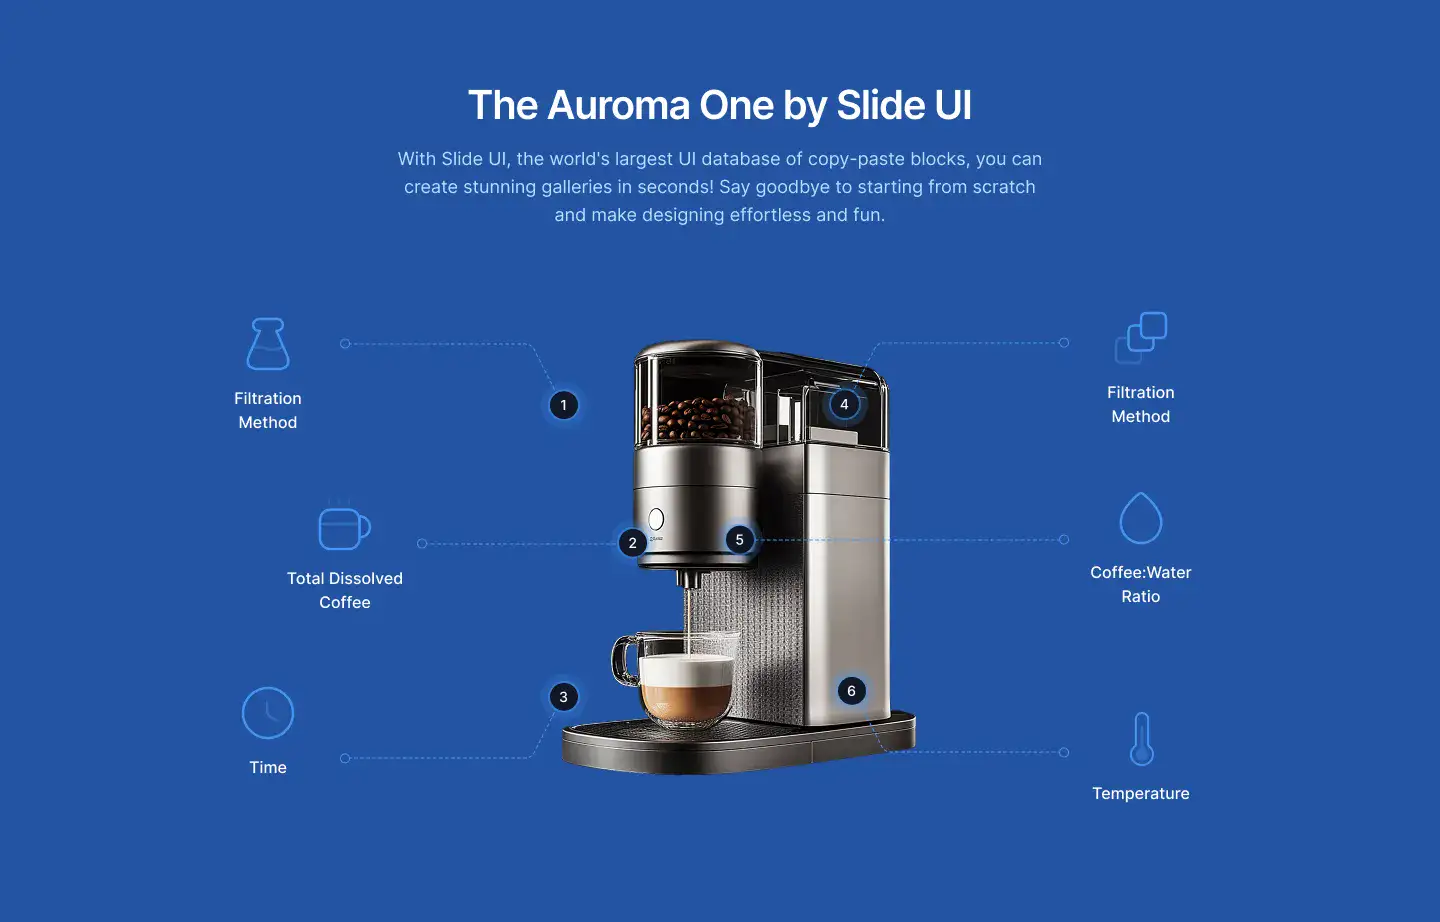 The Auroma One by Slide UI
With Slide UI, the world's largest UI database of copy-paste blocks, you can
create stunning galleries in seconds! Say goodbye to starting from scratch
and make designing effortless and fun.
Filtration
Method
1
4
Filtration
Method
Total Dissolved
Coffee
2
5
Coffee:Water
Ratio
Time
3
6
Temperature